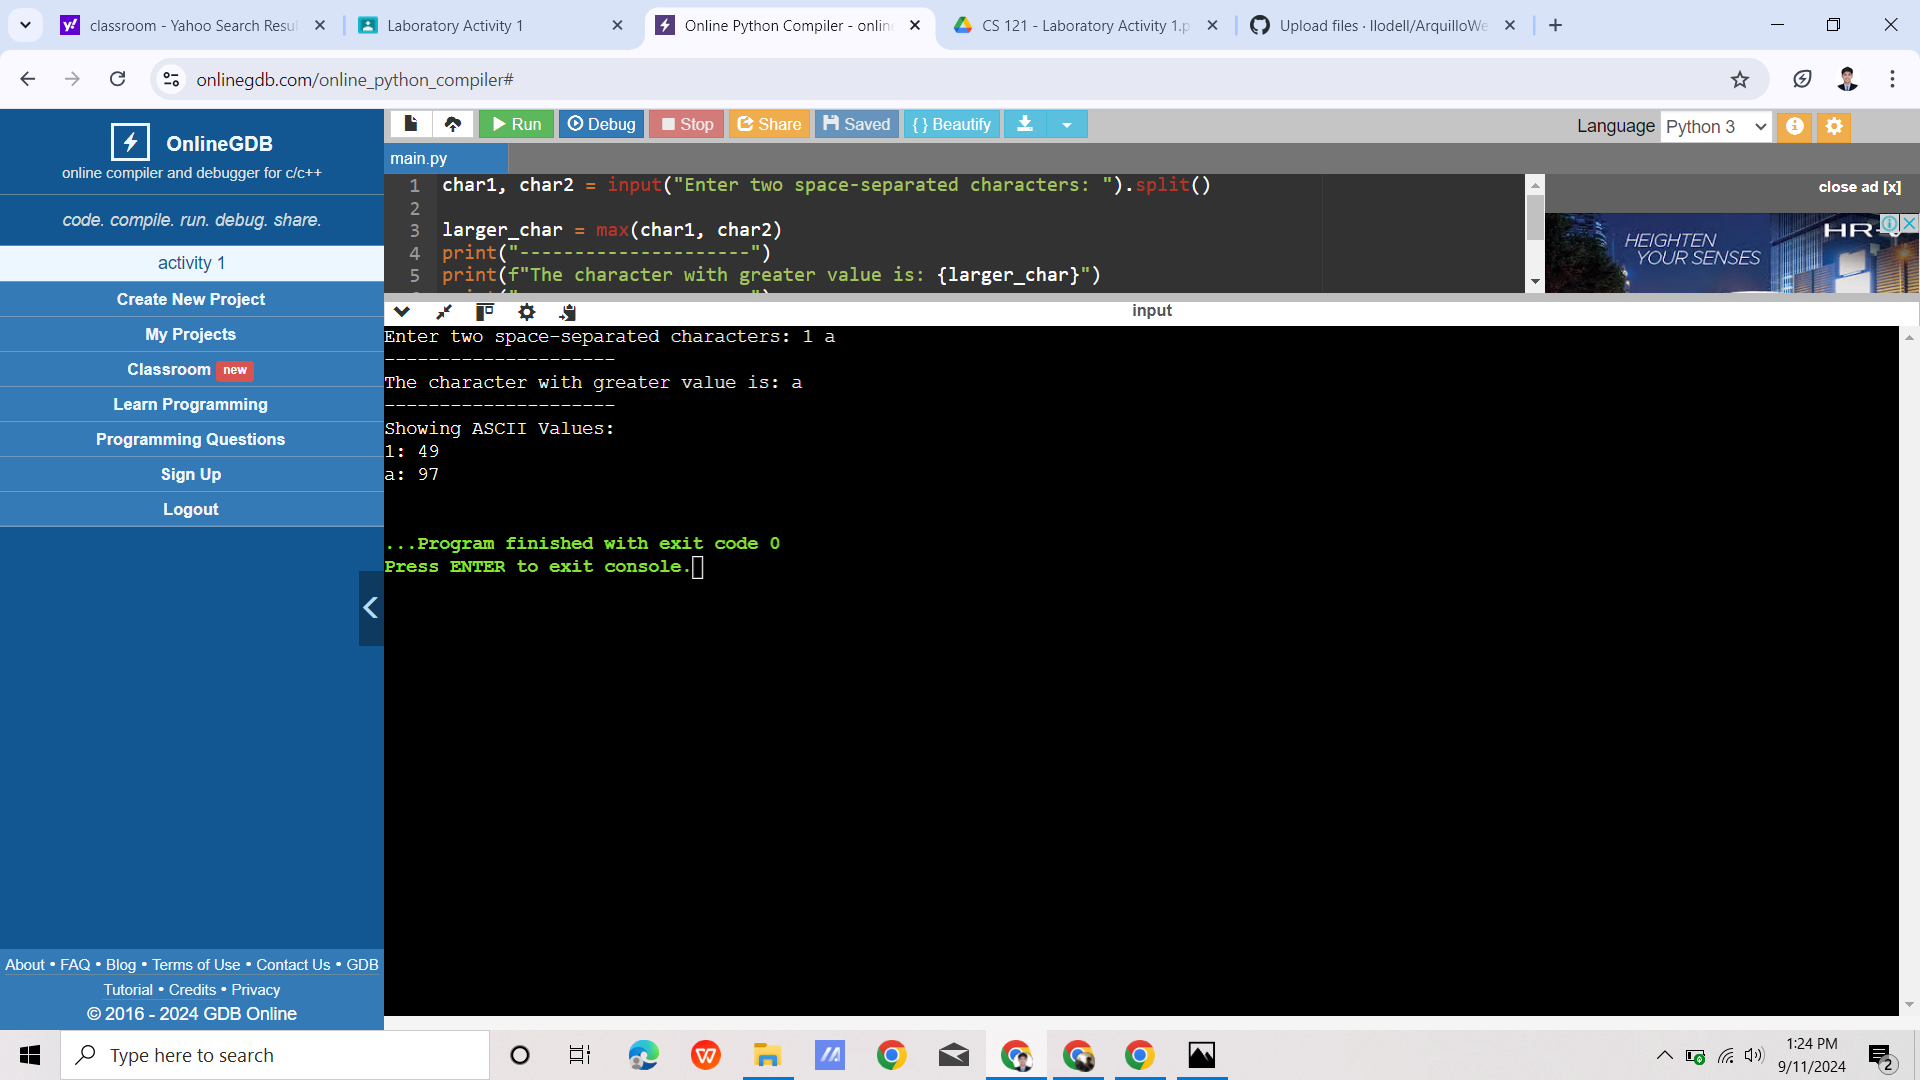 classroom - Yahoo Search Resul
Laboratory Activity 1
Online Python Compiler - onlin
CS 121 - Laboratory Activity 1.p
Upload files · llodell/ArquilloWe
onlinegdb.com/online_python_compiler#
OnlineGDB
online compiler and debugger for c/c++
code. compile. run. debug. share.
activity 1
Create New Project
My Projects
Classroom new
Learn Programming
Programming Questions
Sign Up
Logout
About • FAQ • Blog • Terms of Use • Contact Us • GDB
Tutorial • Credits • Privacy
© 2016 - 2024 GDB Online
Run Debug Stop Share Saved { } Beautify
Language Python 3
main.py
1 char1, char2 = input("Enter two space-separated characters: ").split()
2
3 larger_char = max(char1, char2)
4 print("---------------------")
5 print(f"The character with greater value is: {larger_char}")
close ad [x]
HEIGHTEN
YOUR SENSES
HR-V
input
Enter two space-separated characters: 1 a
---------------------
The character with greater value is: a
---------------------
Showing ASCII Values:
1: 49
a: 97
...Program finished with exit code 0
Press ENTER to exit console.
Type here to search
1:24 PM
9/11/2024
2